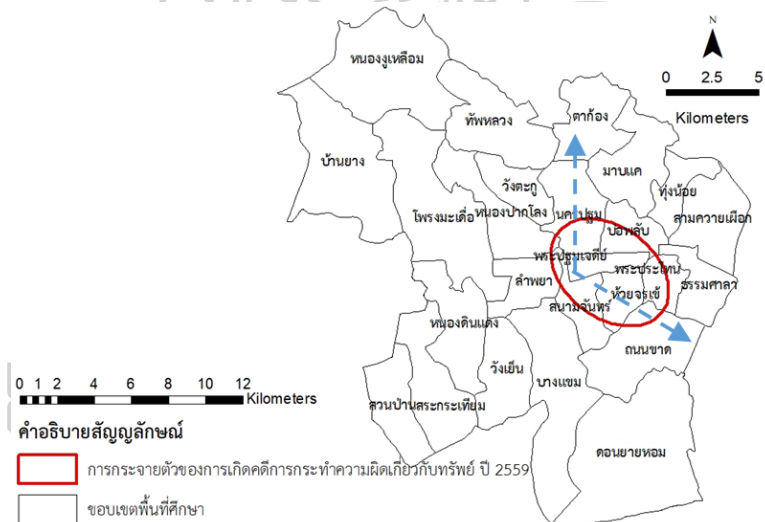 หนองงูเหลือม
N
0 2.5 5
Kilometers
ทัพหลวง
ตาก้อง
บ้านยาง
มาบแค
วังตะกู
ทุ่งน้อย
โพรงมะเดื่อ
หนองปากโลง
นครปฐม
สามควายเผือก
บ่อพลับ
พระปฐมเจดีย์
พระประโทน
ลำพยา
ห้วยจรเข้
ธรรมศาลา
สนามจันทร์
หนองดินแดง
ถนนขาด
วังเย็น
บางแขม
0 1 2 4 6 8 10 12
Kilometers
สวนป่าน
สระกระเทียม
คำอธิบายสัญญลักษณ์
ดอนยายหอม
การกระจายตัวของการเกิดคดีการกระทำความผิดเกี่ยวกับทรัพย์ ปี 2559
ขอบเขตพื้นที่ศึกษา